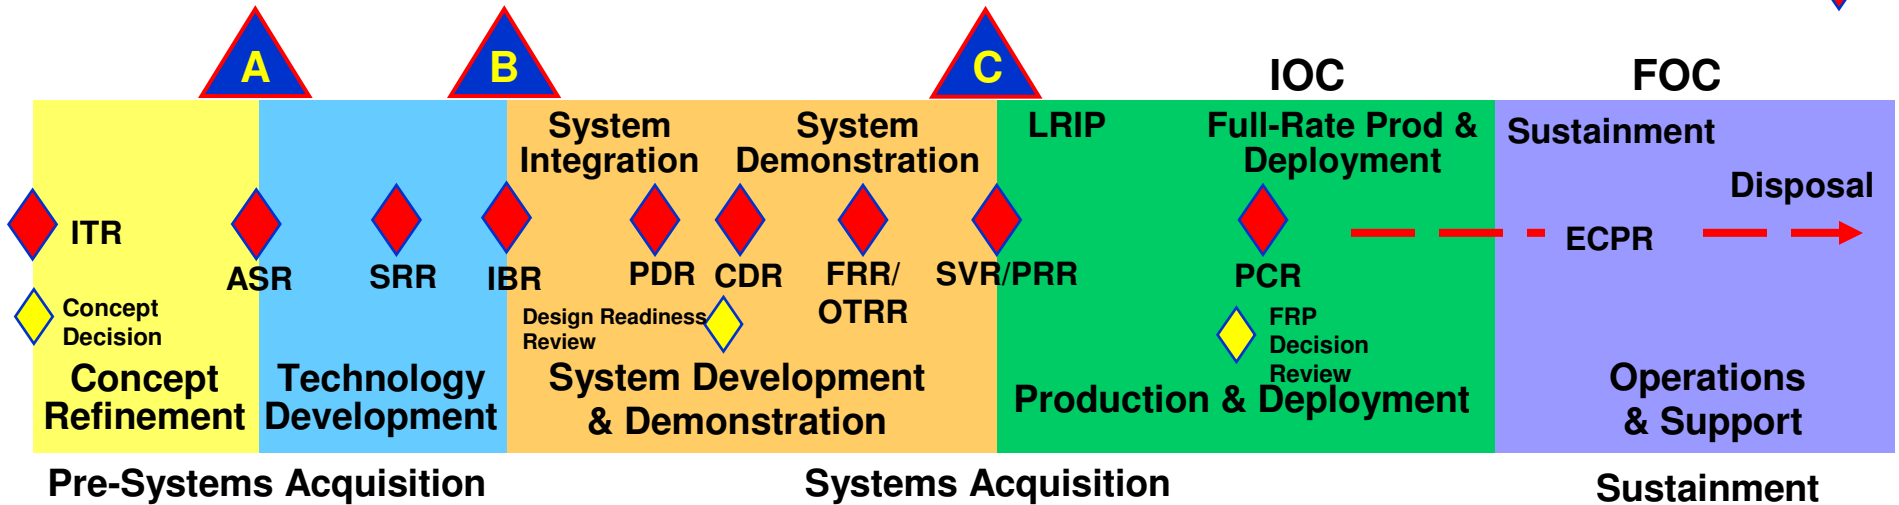 A
B
C
IOC
FOC
System
Integration
System
Demonstration
LRIP
Full-Rate Prod &
Deployment
Sustainment
Disposal
ITR
ASR
SRR
IBR
PDR
CDR
FRR/
OTRR
SVR/PRR
PCR
ECPR
Concept
Decision
Design Readiness
Review
FRP
Decision
Review
Concept
Refinement
Technology
Development
System Development
& Demonstration
Production & Deployment
Operations
& Support
Pre-Systems Acquisition
Systems Acquisition
Sustainment